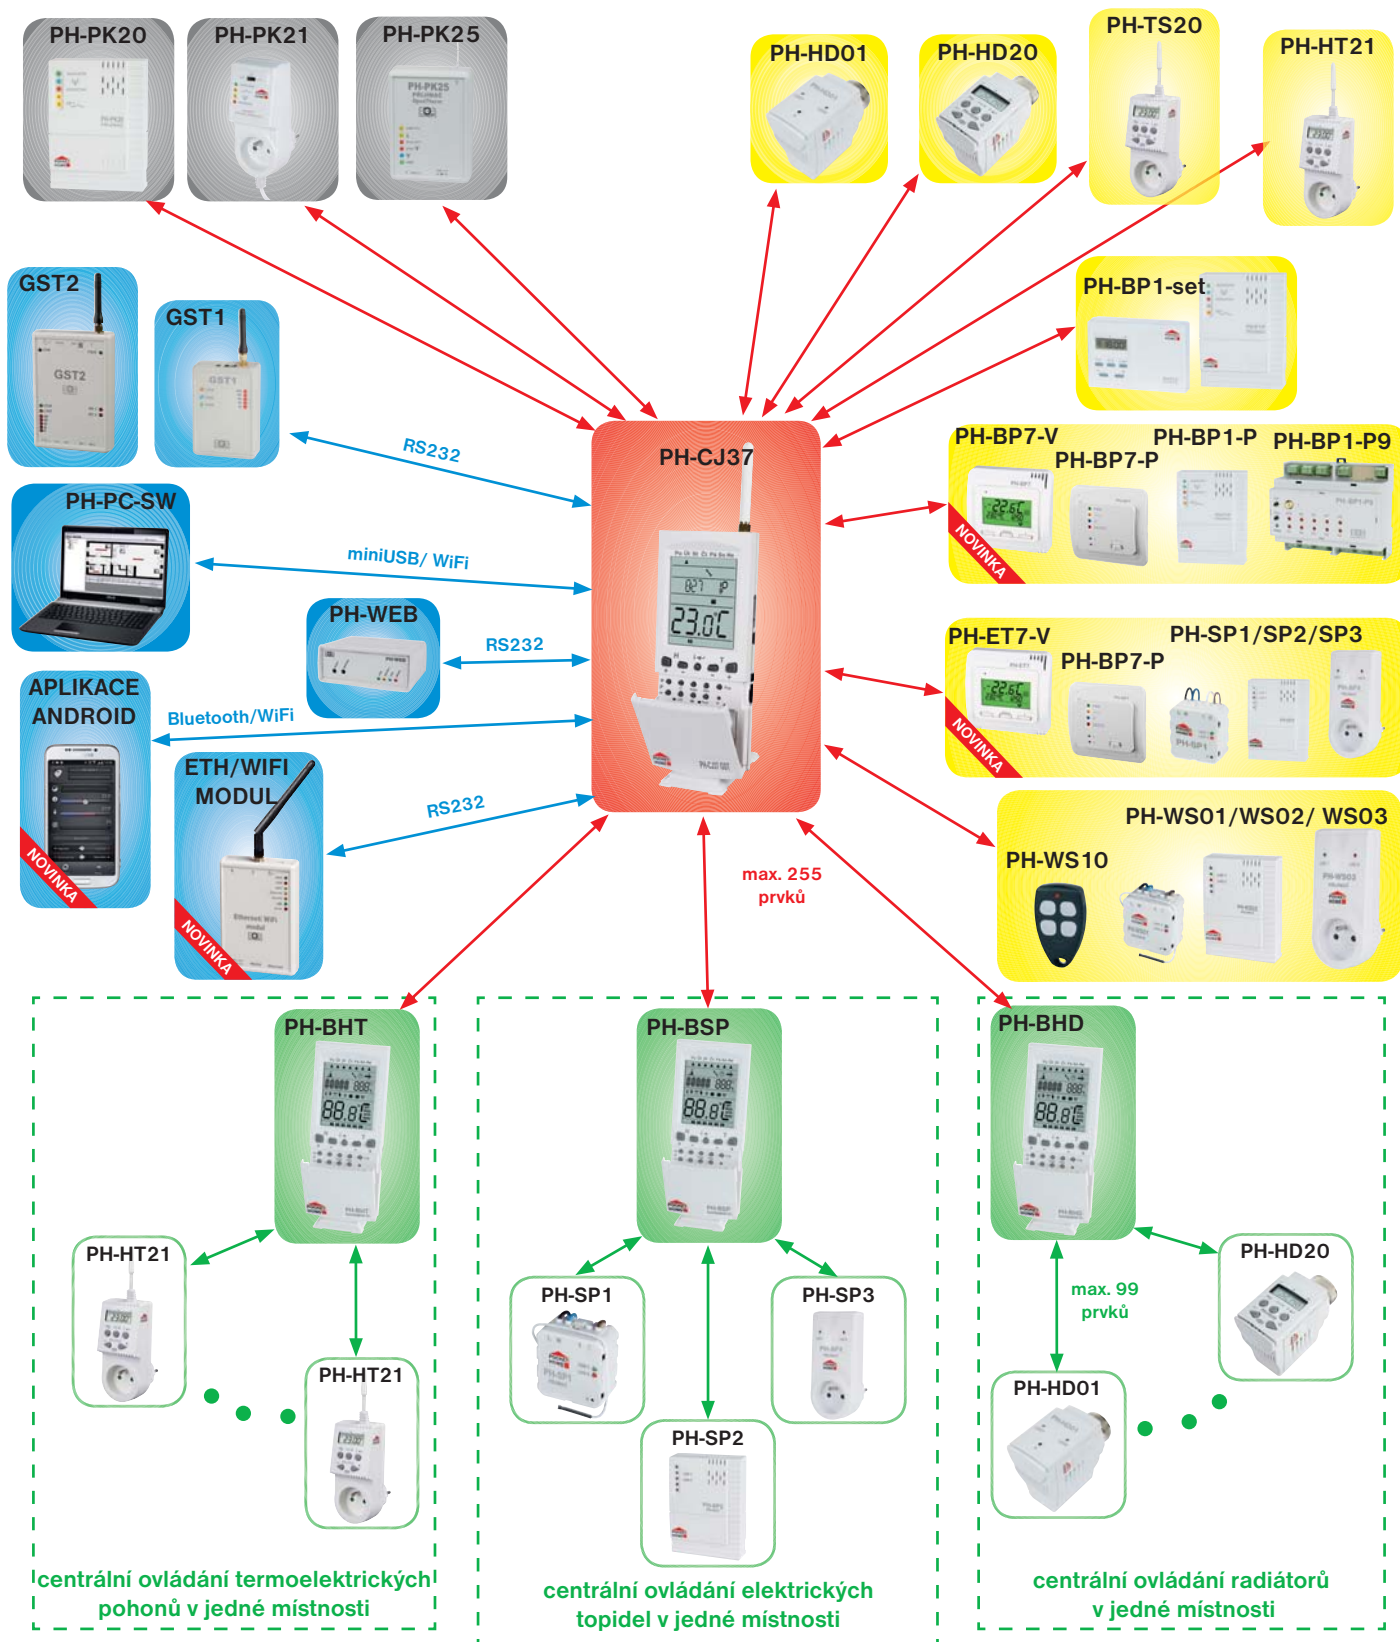 PH-PK20
PH-PK21
PH-PK25
PH-HD01
PH-HD20
PH-TS20
PH-HT21
GST2
GST1
PH-BP1-set
RS232
PH-CJ37
PH-BP7-V
PH-BP7-P
PH-BP1-P
PH-BP1-P9
NOVINKA
PH-PC-SW
miniUSB/ WiFi
PH-WEB
RS232
PH-ET7-V
PH-BP7-P
PH-SP1/SP2/SP3
NOVINKA
APLIKACE
ANDROID
NOVINKA
Bluetooth/WiFi
ETH/WIFI
MODUL
NOVINKA
RS232
PH-WS10
PH-WS01/WS02/ WS03
max. 255
prvků
PH-BHT
PH-BSP
PH-BHD
PH-HT21
PH-HT21
PH-SP1
PH-SP3
PH-SP2
max. 99
prvků
PH-HD20
PH-HD01
centrální ovládání termoelektrických
pohonů v jedné místnosti
centrální ovládání elektrických
topidel v jedné místnosti
centrální ovládání radiátorů
v jedné místnosti